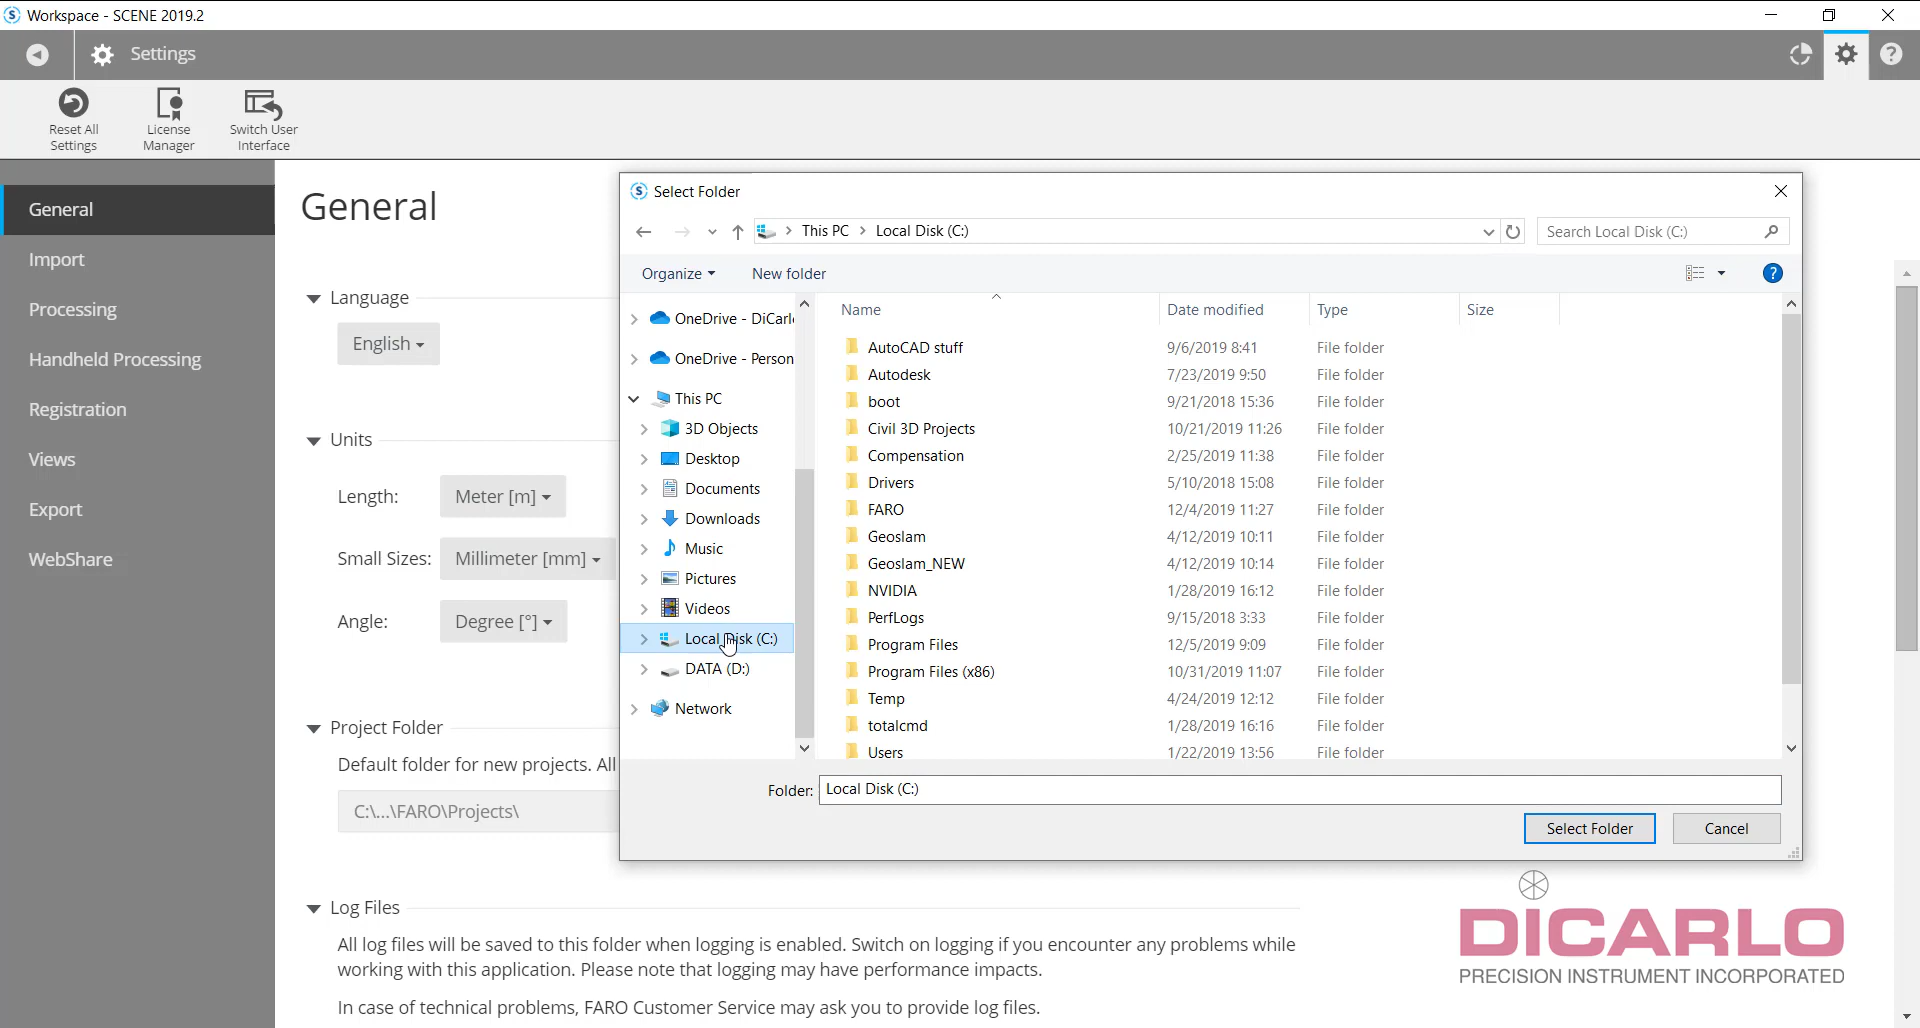 Workspace - SCENE 2019.2
Settings
Reset All
Settings
License
Manager
Switch User
Interface
General
Import
Processing
Handheld Processing
Registration
Views
Export
WebShare
General
Language
English
Units
Length: Meter [m]
Small Sizes: Millimeter [mm]
Angle: Degree [°]
Project Folder
Default folder for new projects. All
C:\...\FARO\Projects\
Log Files
All log files will be saved to this folder when logging is enabled. Switch on logging if you encounter any problems while
working with this application. Please note that logging may have performance impacts.
In case of technical problems, FARO Customer Service may ask you to provide log files.
Select Folder
This PC > Local Disk (C:)
Search Local Disk (C:)
Organize New folder
OneDrive - DiCarl
OneDrive - Person
This PC
3D Objects
Desktop
Documents
Downloads
Music
Pictures
Videos
Local Disk (C:)
DATA (D:)
Network
Name Date modified Type Size
AutoCAD stuff 9/6/2019 8:41 File folder
Autodesk 7/23/2019 9:50 File folder
boot 9/21/2018 15:36 File folder
Civil 3D Projects 10/21/2019 11:26 File folder
Compensation 2/25/2019 11:38 File folder
Drivers 5/10/2018 15:08 File folder
FARO 12/4/2019 11:27 File folder
Geoslam 4/12/2019 10:11 File folder
Geoslam_NEW 4/12/2019 10:14 File folder
NVIDIA 1/28/2019 16:12 File folder
PerfLogs 9/15/2018 3:33 File folder
Program Files 12/5/2019 9:09 File folder
Program Files (x86) 10/31/2019 11:07 File folder
Temp 4/24/2019 12:12 File folder
totalcmd 1/28/2019 16:16 File folder
Users 1/22/2019 13:56 File folder
Folder: Local Disk (C:)
Select Folder Cancel
DICARLO
PRECISION INSTRUMENT INCORPORATED